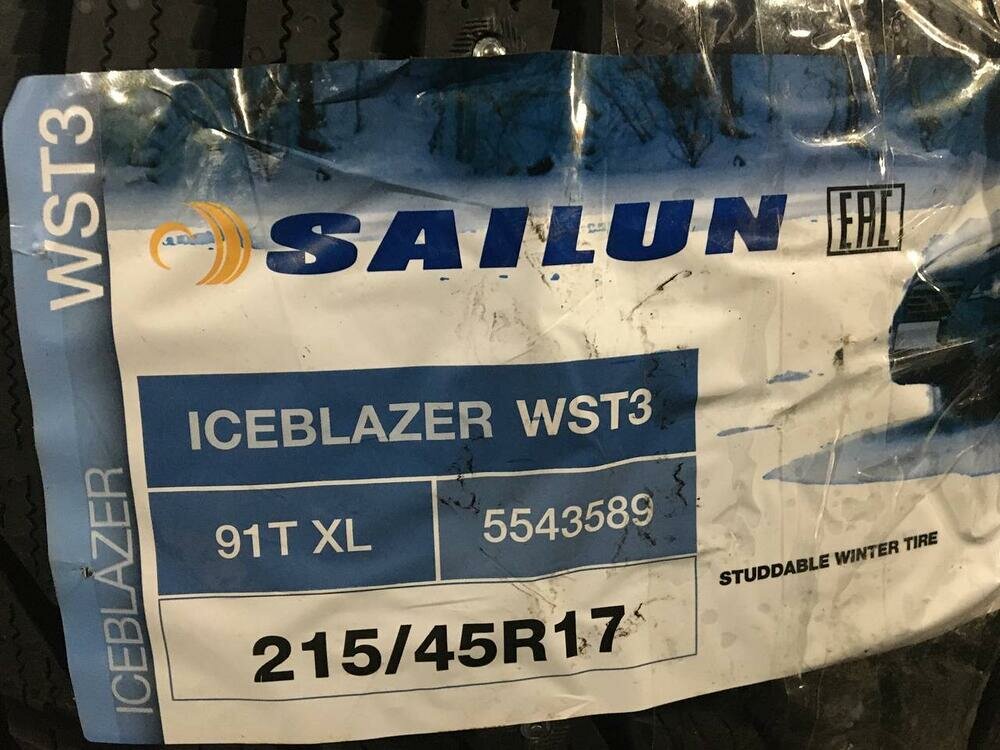 WST3
ICEBLAZER
SAILUN
EAC
ICEBLAZER WST3
91T XL
5543589
215/45R17
STUDDABLE WINTER TIRE